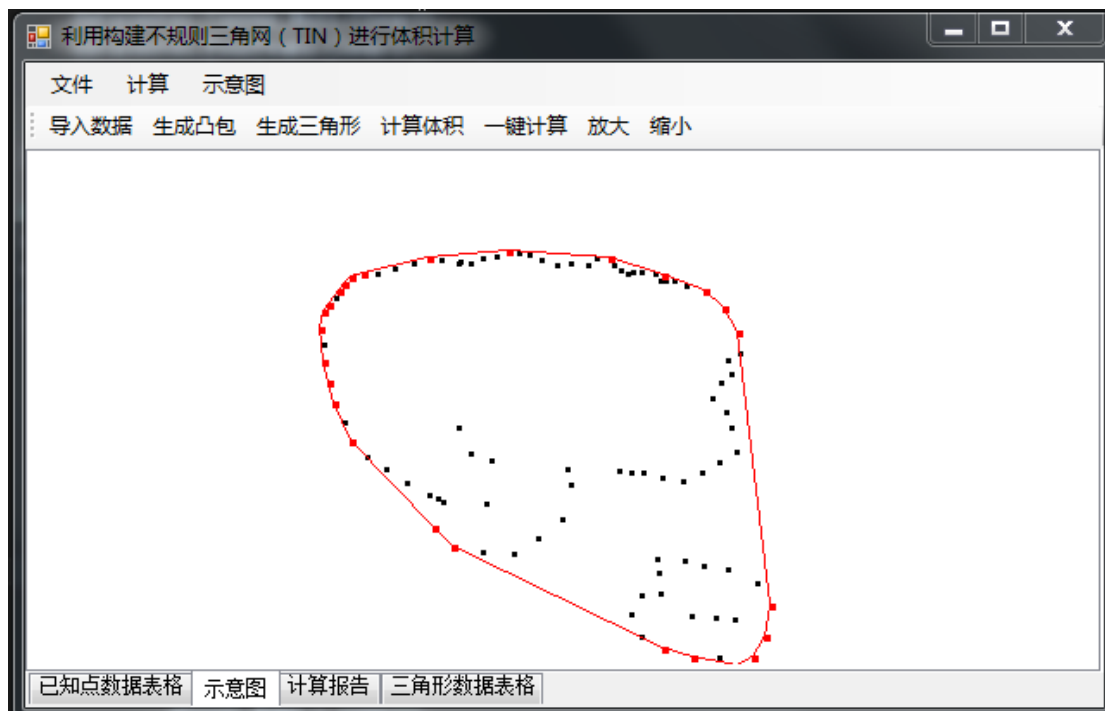 利用构建不规则三角网（TIN）进行体积计算
文件 计算 示意图
导入数据 生成凸包 生成三角形 计算体积 一键计算 放大 缩小
已知点数据表格 示意图 计算报告 三角形数据表格